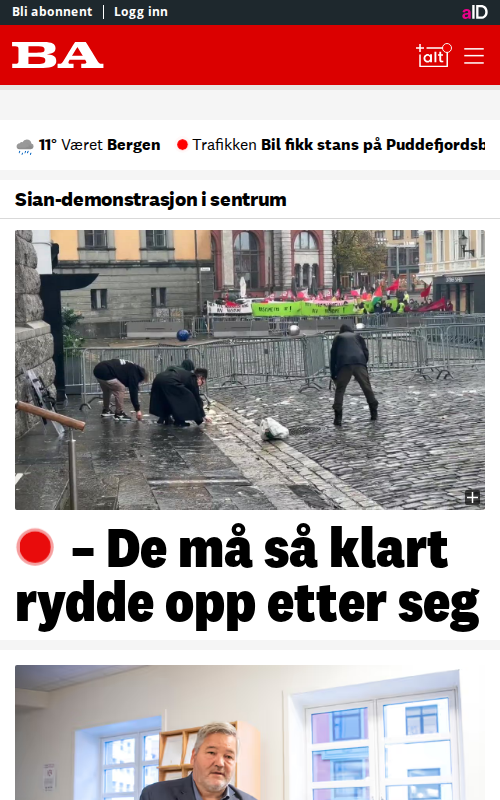 Bli abonnent | Logg inn
aID
BA
+alt
11° Været Bergen
Trafikken Bil fikk stans på Puddefjordsb
Sian-demonstrasjon i sentrum
– De må så klart
rydde opp etter seg